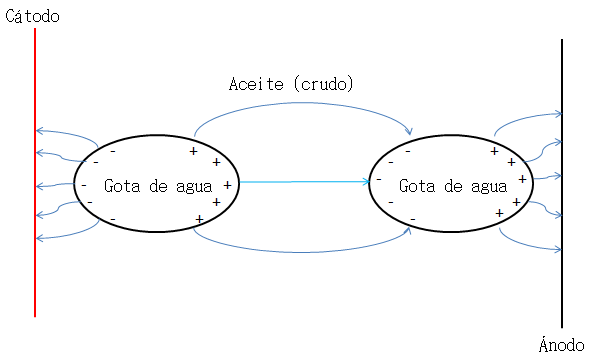 Cátodo
Aceite (crudo)
- - - - - Gota de agua + + + + +
- - - - - Gota de agua + + + + +
Ánodo